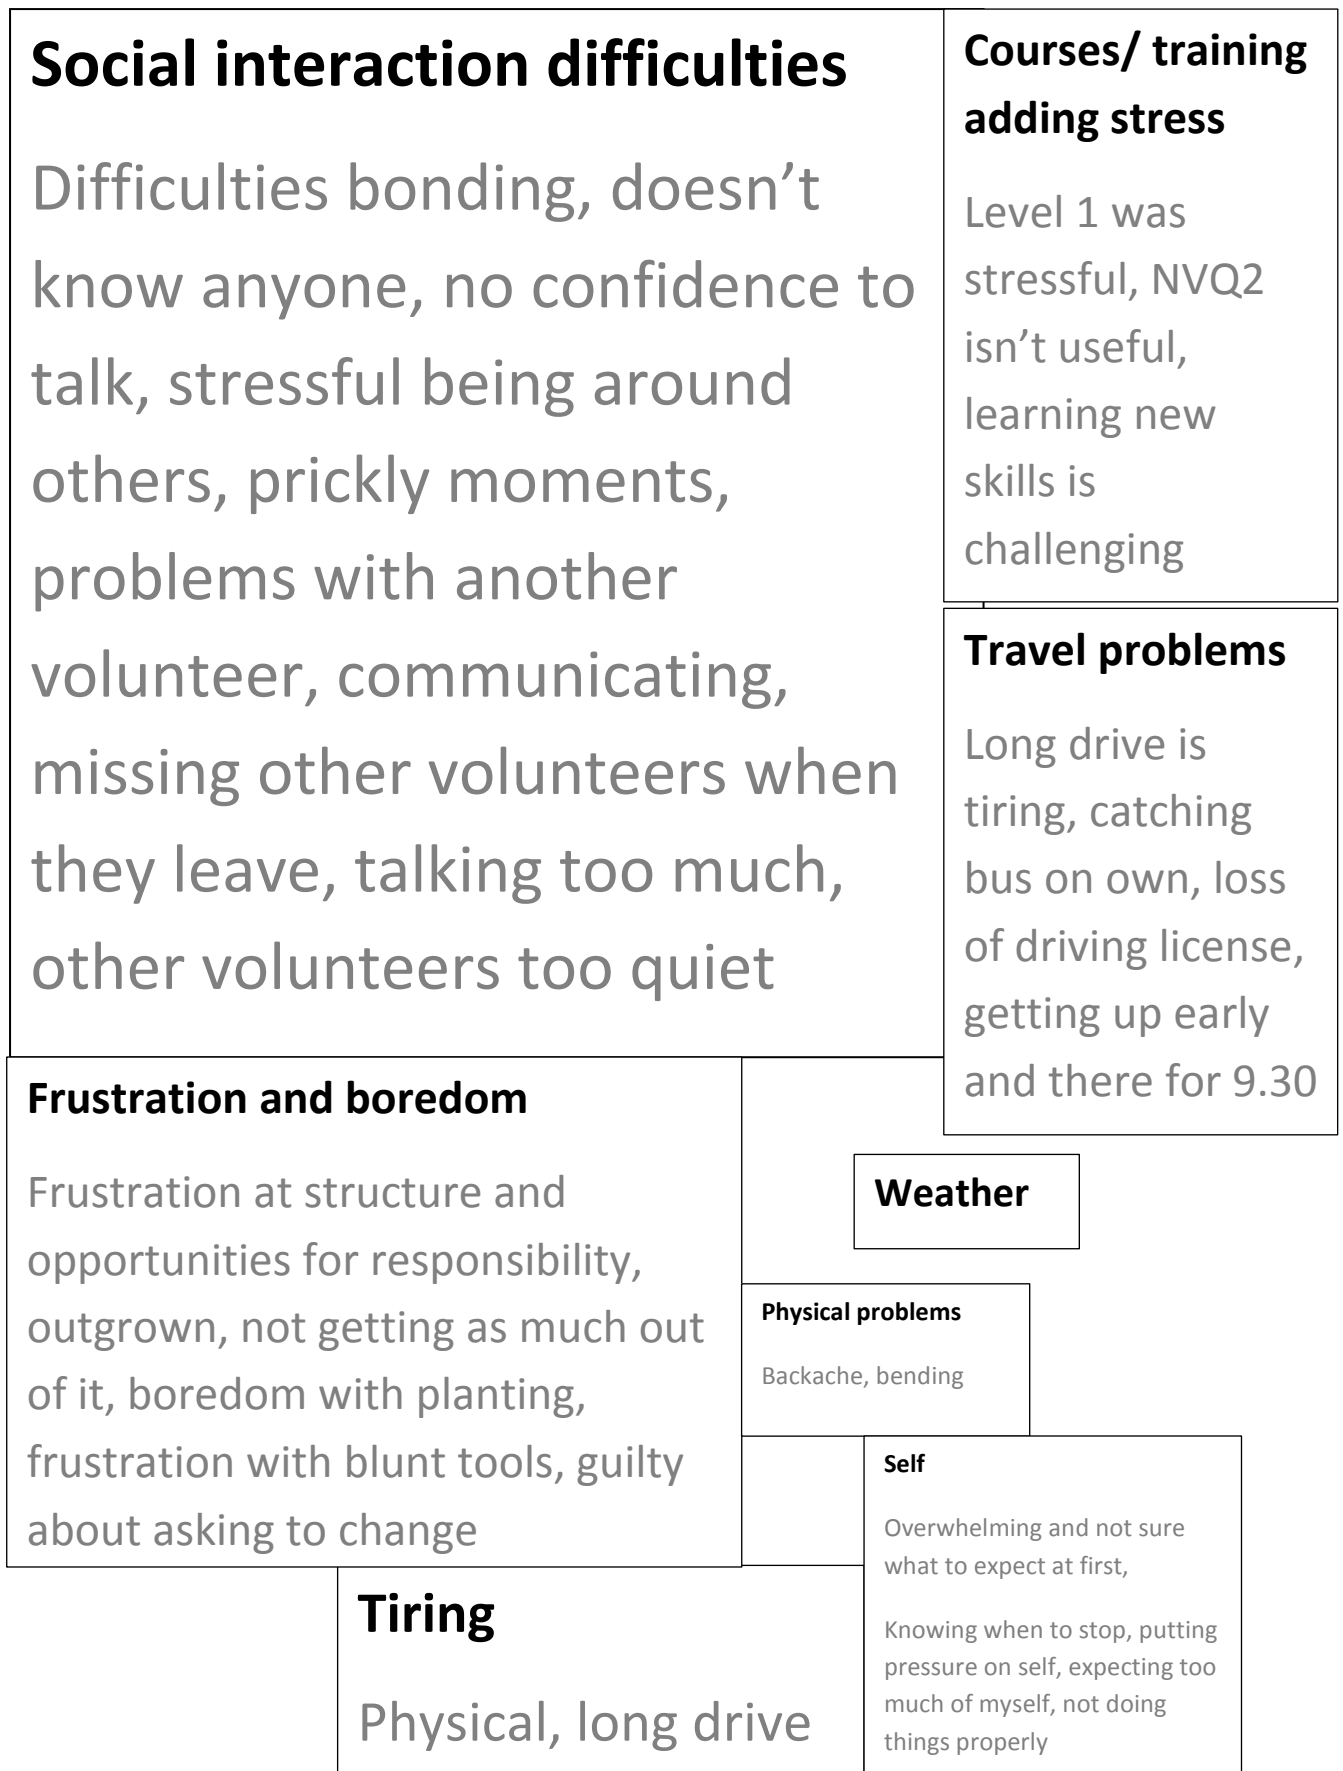 Social interaction difficulties
Difficulties bonding, doesn’t
know anyone, no confidence to
talk, stressful being around
others, prickly moments,
problems with another
volunteer, communicating,
missing other volunteers when
they leave, talking too much,
other volunteers too quiet
Courses/ training
adding stress
Level 1 was
stressful, NVQ2
isn’t useful,
learning new
skills is
challenging
Travel problems
Long drive is
tiring, catching
bus on own, loss
of driving license,
getting up early
and there for 9.30
Frustration and boredom
Frustration at structure and
opportunities for responsibility,
outgrown, not getting as much out
of it, boredom with planting,
frustration with blunt tools, guilty
about asking to change
Weather
Physical problems
Backache, bending
Self
Overwhelming and not sure
what to expect at first,
Knowing when to stop, putting
pressure on self, expecting too
much of myself, not doing
things properly
Tiring
Physical, long drive